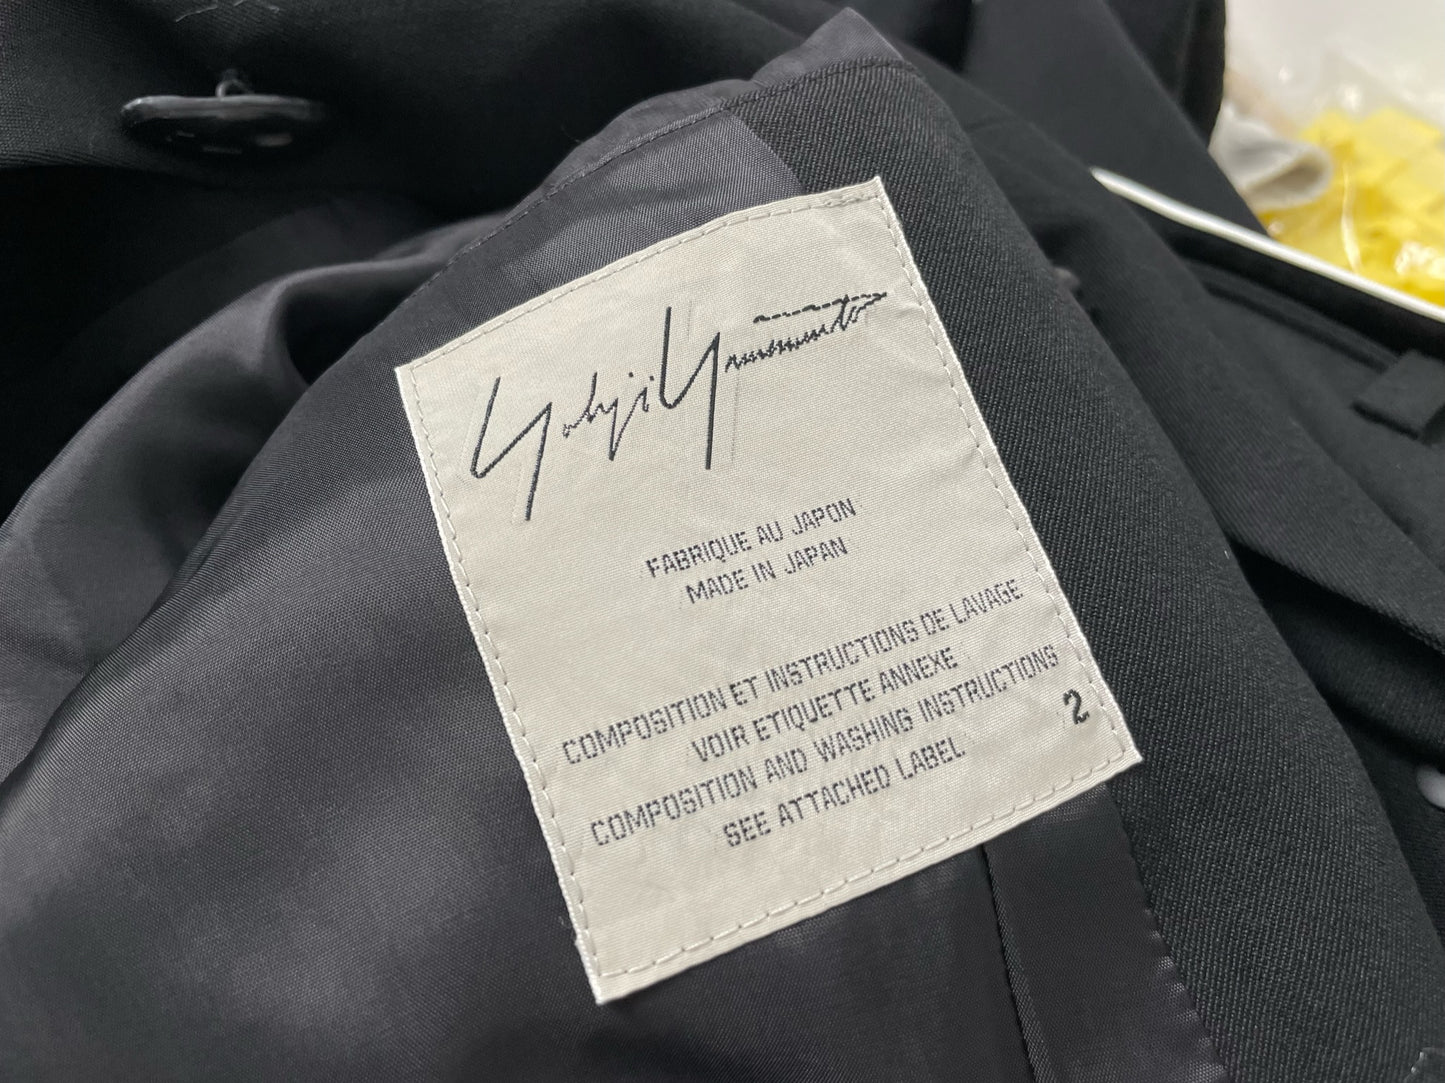 Yohji Yamamoto
FABRIQUE AU JAPON
MADE IN JAPAN
COMPOSITION ET INSTRUCTIONS DE LAVAGE
VOIR ETIQUETTE ANNEXE
COMPOSITION AND WASHING INSTRUCTIONS
SEE ATTACHED LABEL
2